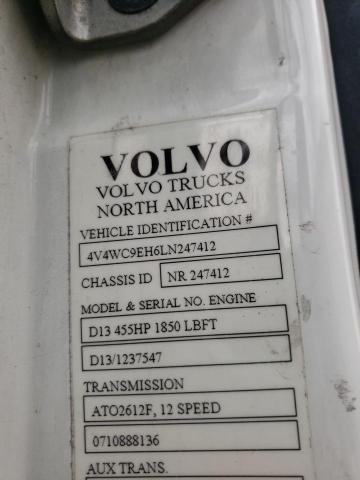 VOLVO
VOLVO TRUCKS
NORTH AMERICA
VEHICLE IDENTIFICATION #
4V4WC9EH6LN247412
CHASSIS ID NR 247412
MODEL & SERIAL NO. ENGINE
D13 455HP 1850 LBFT
D13/1237547
TRANSMISSION
ATO2612F, 12 SPEED
0710888136
AUX TRANS.